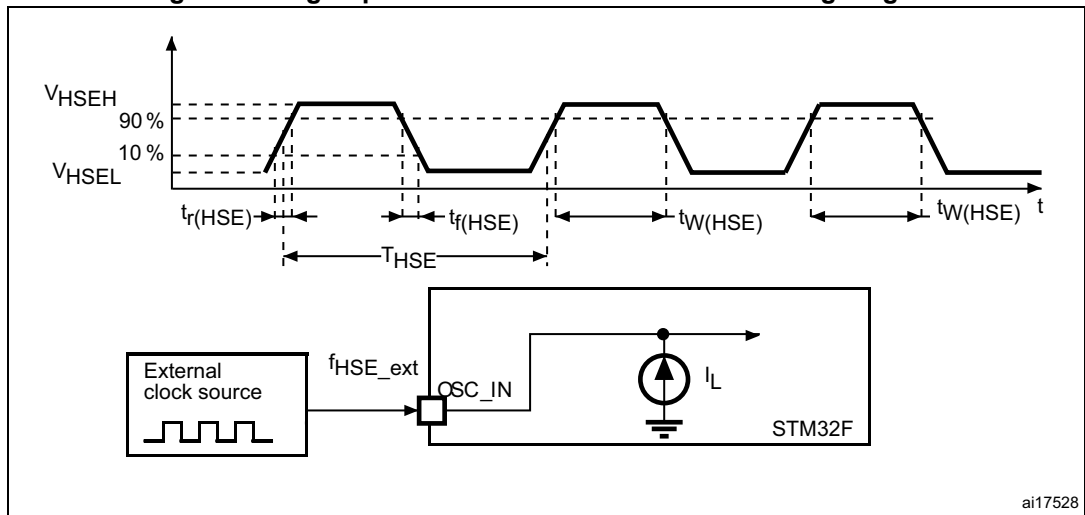 VHSEH
90 %
10 %
VHSEL
tr(HSE)
tf(HSE)
tW(HSE)
tW(HSE)
t
THSE
External
clock source
fHSE_ext
OSC_IN
IL
STM32F
ai17528